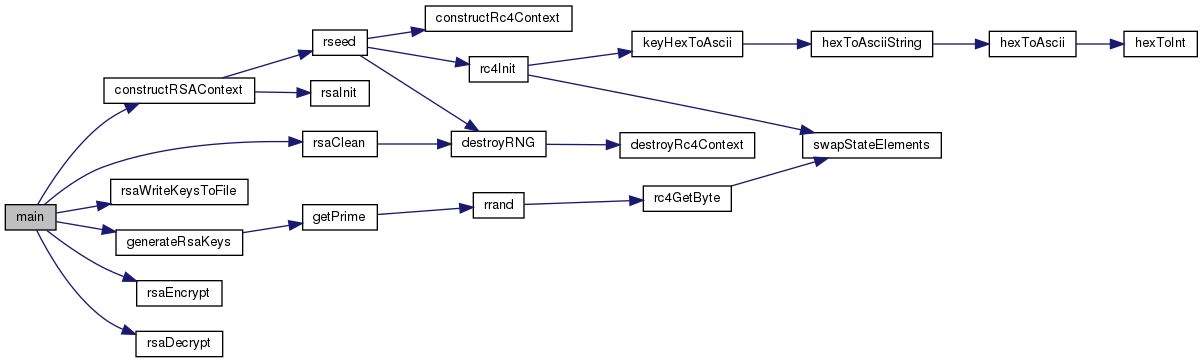 constructRc4Context
rseed
keyHexToAscii
hexToAsciiString
hexToAscii
hexToInt
rc4Init
constructRSAContext
rsaInit
rsaClean
destroyRNG
destroyRc4Context
swapStateElements
rsaWriteKeysToFile
main
rrand
rc4GetByte
getPrime
generateRsaKeys
rsaEncrypt
rsaDecrypt